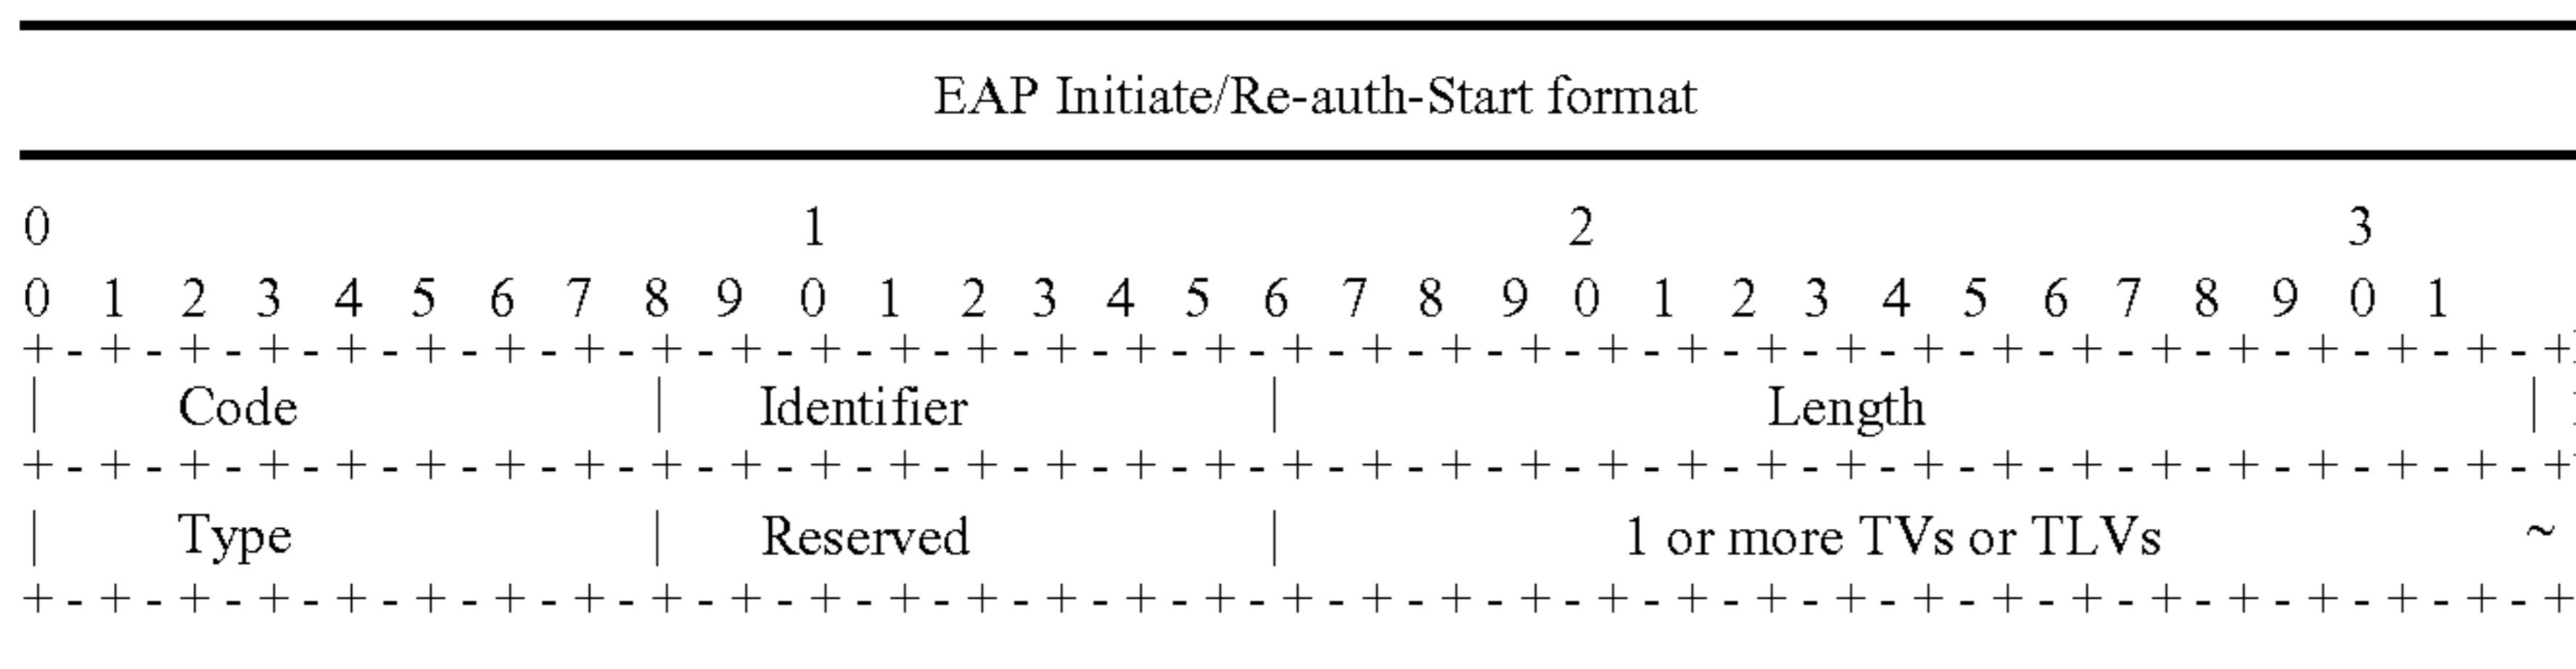 EAP Initiate/Re-auth-Start format
0 1 2 3
0 1 2 3 4 5 6 7 8 9 0 1 2 3 4 5 6 7 8 9 0 1 2 3 4 5 6 7 8 9 0 1
+-+-+-+-+-+-+-+-+-+-+-+-+-+-+-+-+-+-+-+-+-+-+-+-+-+-+-+-+-+-+-+-+
| Code | Identifier | Length |
+-+-+-+-+-+-+-+-+-+-+-+-+-+-+-+-+-+-+-+-+-+-+-+-+-+-+-+-+-+-+-+-+
| Type | Reserved | 1 or more TVs or TLVs ~
+-+-+-+-+-+-+-+-+-+-+-+-+-+-+-+-+-+-+-+-+-+-+-+-+-+-+-+-+-+-+-+-+